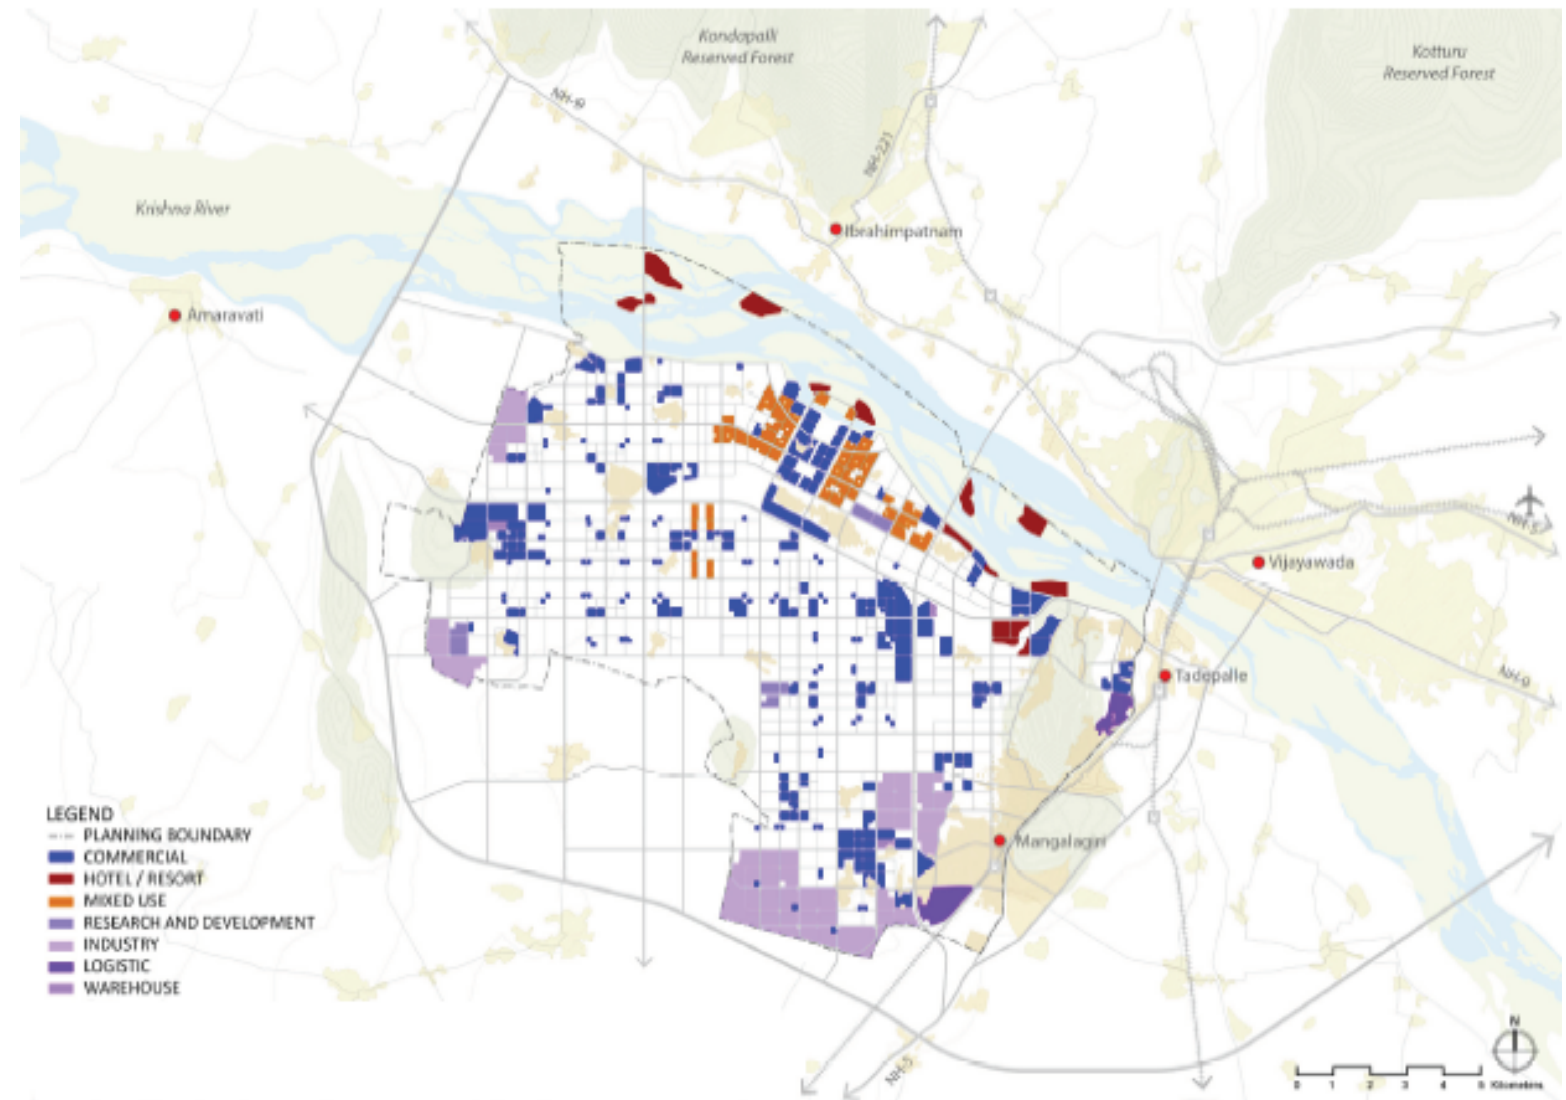 Kondapalli
Reserved Forest
Kotturu
Reserved Forest
NH-9
NH-221
Krishna River
Ibrahimpatnam
Amaravati
Vijayawada
Tadepalle
NH-9
Mangalagiri
LEGEND
PLANNING BOUNDARY
COMMERCIAL
HOTEL / RESORT
MIXED USE
RESEARCH AND DEVELOPMENT
INDUSTRY
LOGISTIC
WAREHOUSE
NH-5
N
0 1 2 3 4 5 Kilometers